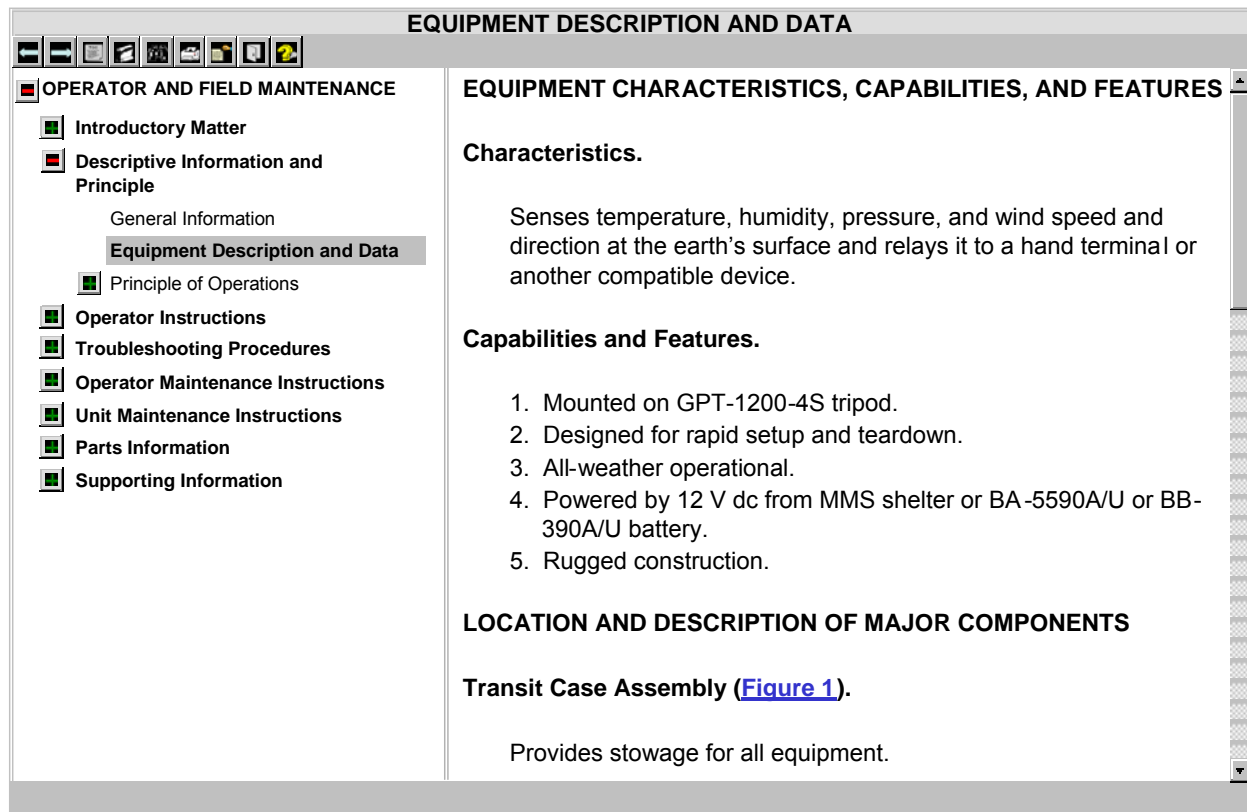 EQUIPMENT DESCRIPTION AND DATA
OPERATOR AND FIELD MAINTENANCE
Introductory Matter
Descriptive Information and
Principle
General Information
Equipment Description and Data
Principle of Operations
Operator Instructions
Troubleshooting Procedures
Operator Maintenance Instructions
Unit Maintenance Instructions
Parts Information
Supporting Information
EQUIPMENT CHARACTERISTICS, CAPABILITIES, AND FEATURES
Characteristics.
Senses temperature, humidity, pressure, and wind speed and
direction at the earth's surface and relays it to a hand terminal or
another compatible device.
Capabilities and Features.
1. Mounted on GPT-1200-4S tripod.
2. Designed for rapid setup and teardown.
3. All-weather operational.
4. Powered by 12 V dc from MMS shelter or BA-5590A/U or BB-
390A/U battery.
5. Rugged construction.
LOCATION AND DESCRIPTION OF MAJOR COMPONENTS
Transit Case Assembly (Figure 1).
Provides stowage for all equipment.